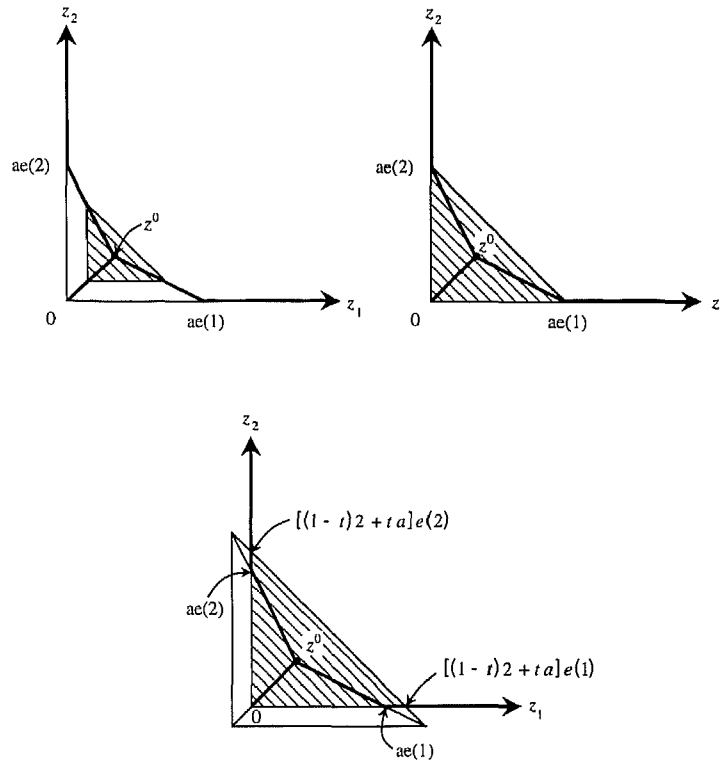 z₂
z₂
ae(2)
z⁰
0
ae(1)
z₁
ae(2)
z⁰
0
ae(1)
z
z₂
[(1 - t)2 + t a]e(2)
ae(2)
z⁰
[(1 - t)2 + t a]e(1)
0
z₁
ae(1)